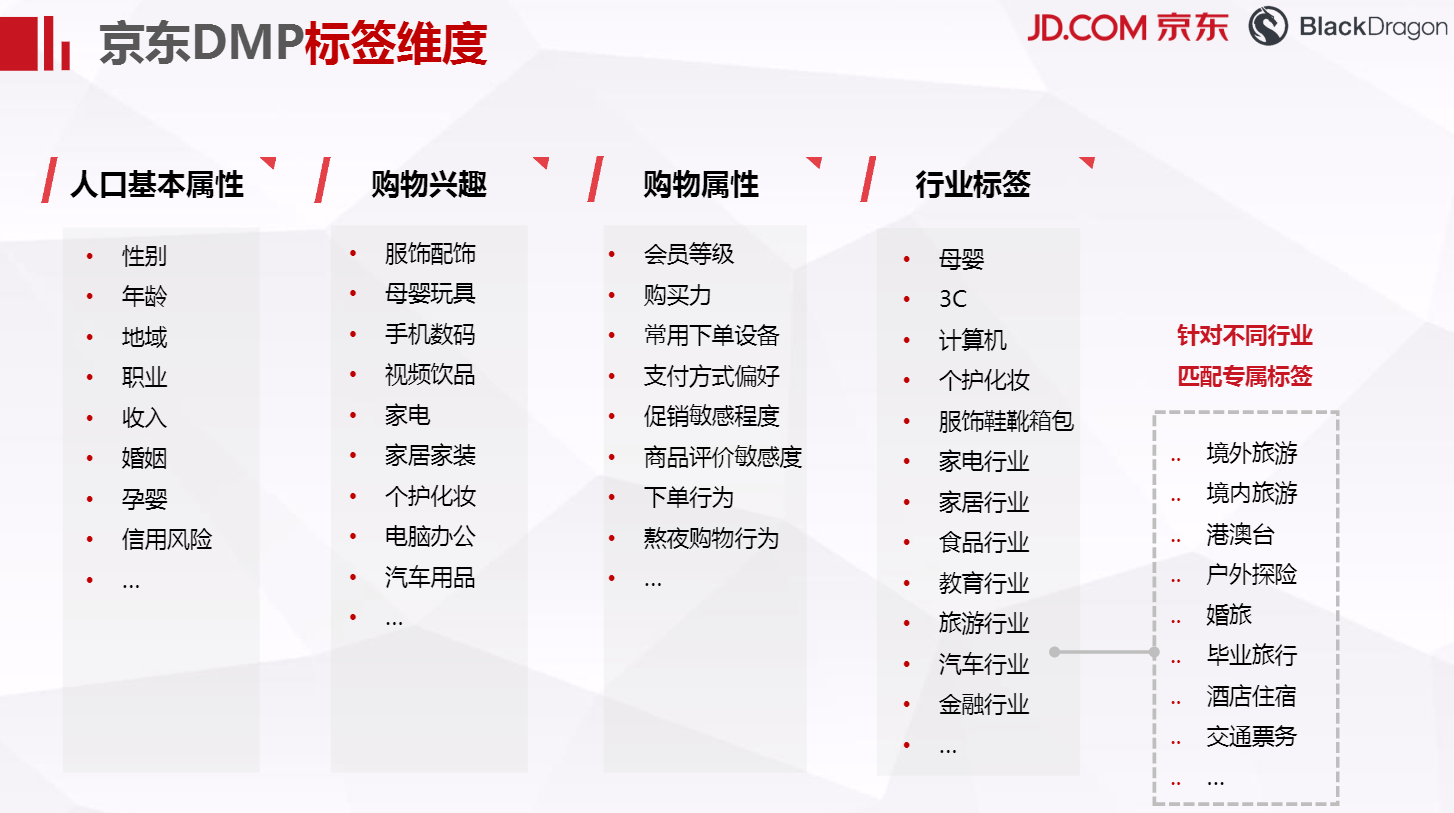 京东DMP标签维度
JD.COM 京东
BlackDragon
人口基本属性
性别
年龄
地域
职业
收入
婚姻
孕婴
信用风险
...
购物兴趣
服饰配饰
母婴玩具
手机数码
视频饮品
家电
家居家装
个护化妆
电脑办公
汽车用品
...
购物属性
会员等级
购买力
常用下单设备
支付方式偏好
促销敏感程度
商品评价敏感度
下单行为
熬夜购物行为
...
行业标签
母婴
3C
计算机
个护化妆
服饰鞋靴箱包
家电行业
家居行业
食品行业
教育行业
旅游行业
汽车行业
金融行业
...
针对不同行业
匹配专属标签
境外旅游
境内旅游
港澳台
户外探险
婚旅
毕业旅行
酒店住宿
交通票务
...